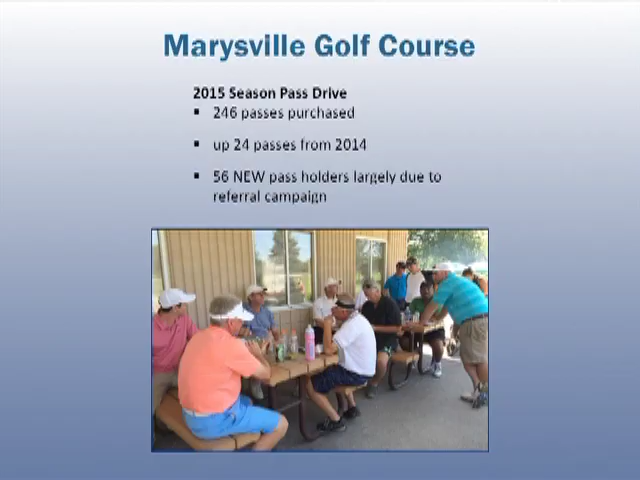 Marysville Golf Course
2015 Season Pass Drive
▪ 246 passes purchased
▪ up 24 passes from 2014
▪ 56 NEW pass holders largely due to
referral campaign